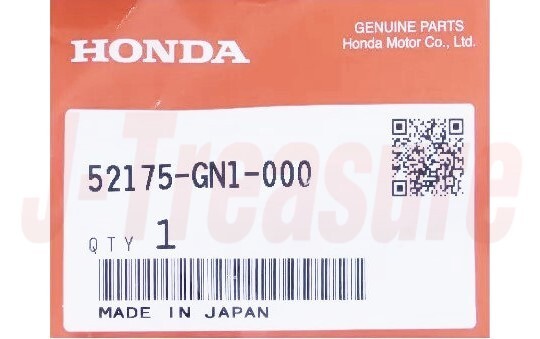 HONDA
GENUINE PARTS
Honda Motor Co., Ltd.
52175-GN1-000
QTY 1
MADE IN JAPAN
J-Treasure